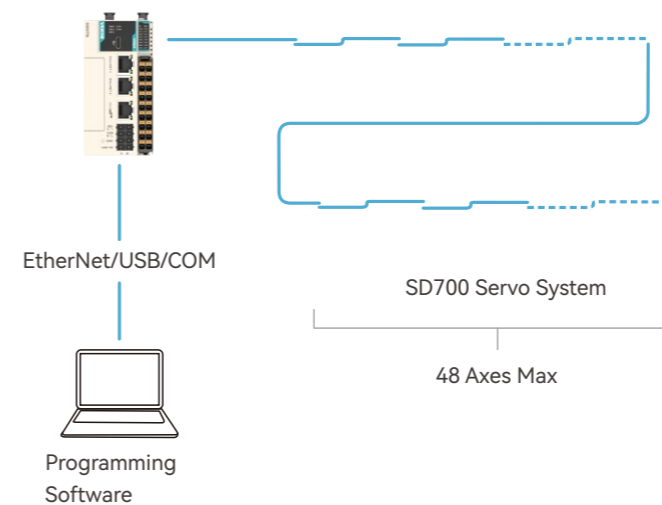 EtherNet/USB/COM
SD700 Servo System
48 Axes Max
Programming
Software